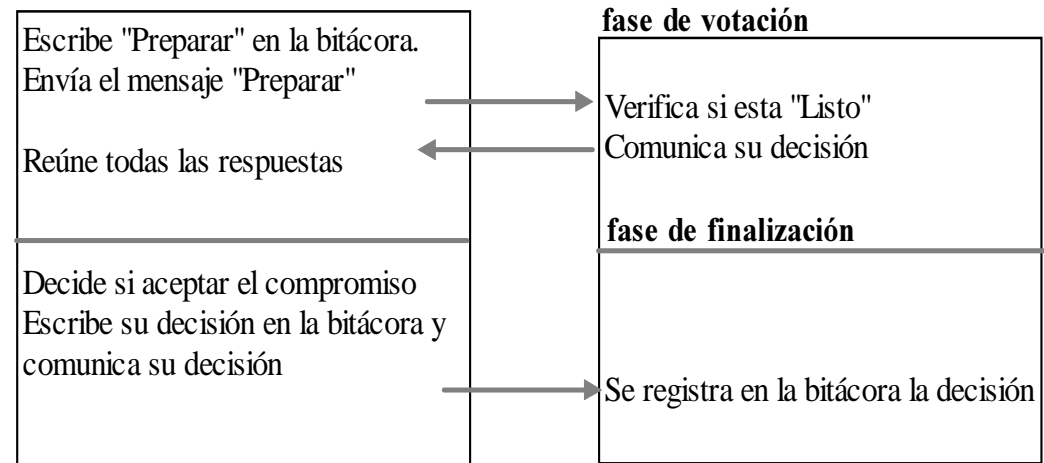 Escribe "Preparar" en la bitácora.
Envía el mensaje "Preparar"
Reúne todas las respuestas
Decide si aceptar el compromiso
Escribe su decisión en la bitácora y
comunica su decisión
fase de votación
Verifica si esta "Listo"
Comunica su decisión
fase de finalización
Se registra en la bitácora la decisión